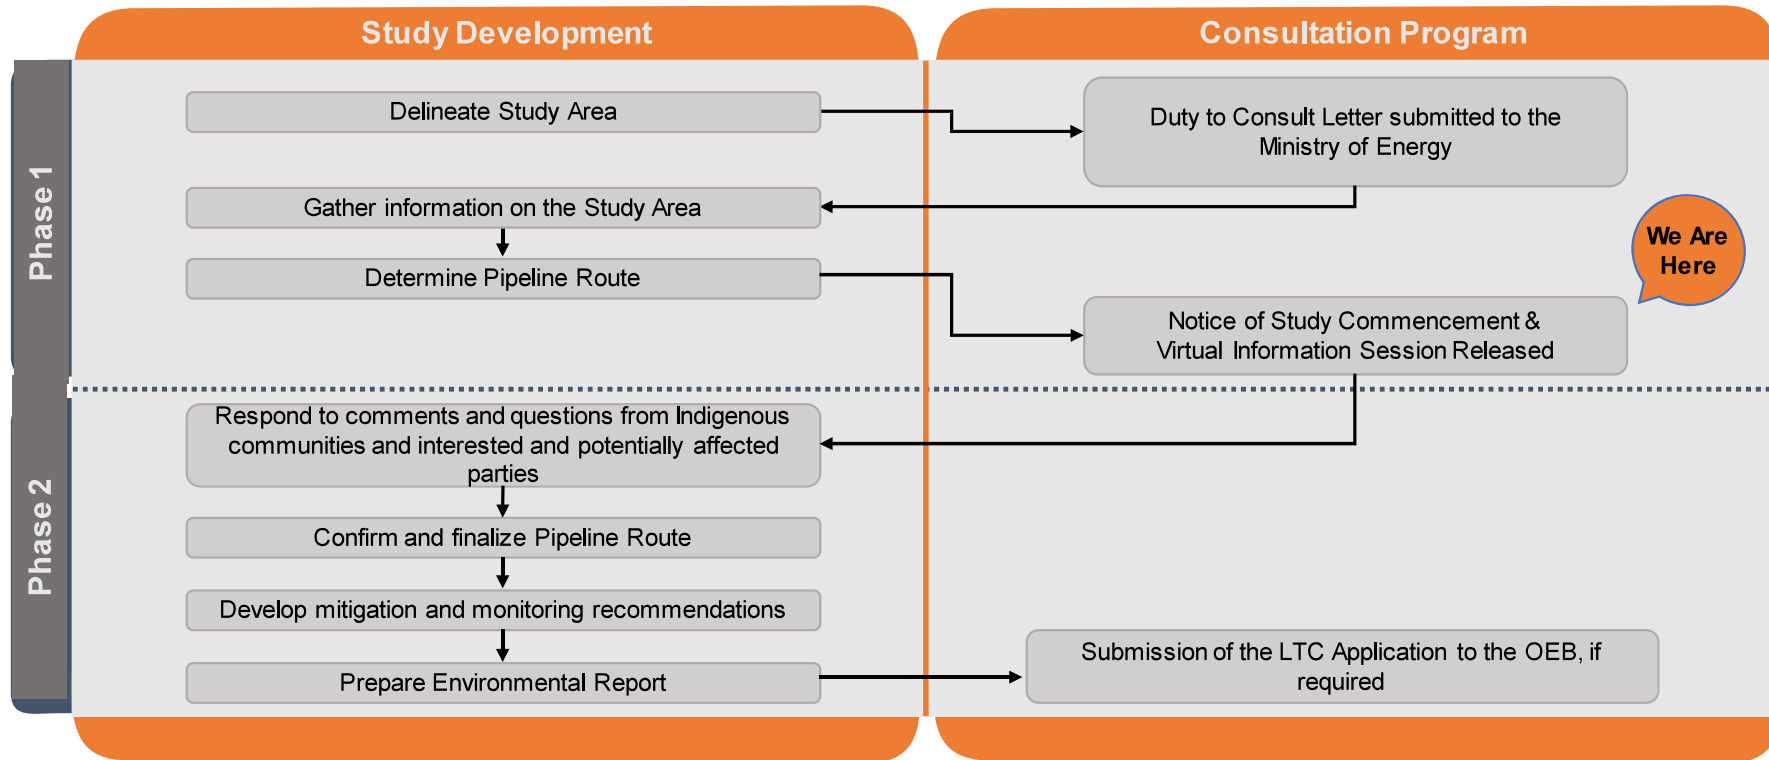 Study Development
Consultation Program
Phase 1
Delineate Study Area
Duty to Consult Letter submitted to the
Ministry of Energy
Gather information on the Study Area
We Are
Here
Determine Pipeline Route
Notice of Study Commencement &
Virtual Information Session Released
Phase 2
Respond to comments and questions from Indigenous
communities and interested and potentially affected
parties
Confirm and finalize Pipeline Route
Develop mitigation and monitoring recommendations
Prepare Environmental Report
Submission of the LTC Application to the OEB, if
required